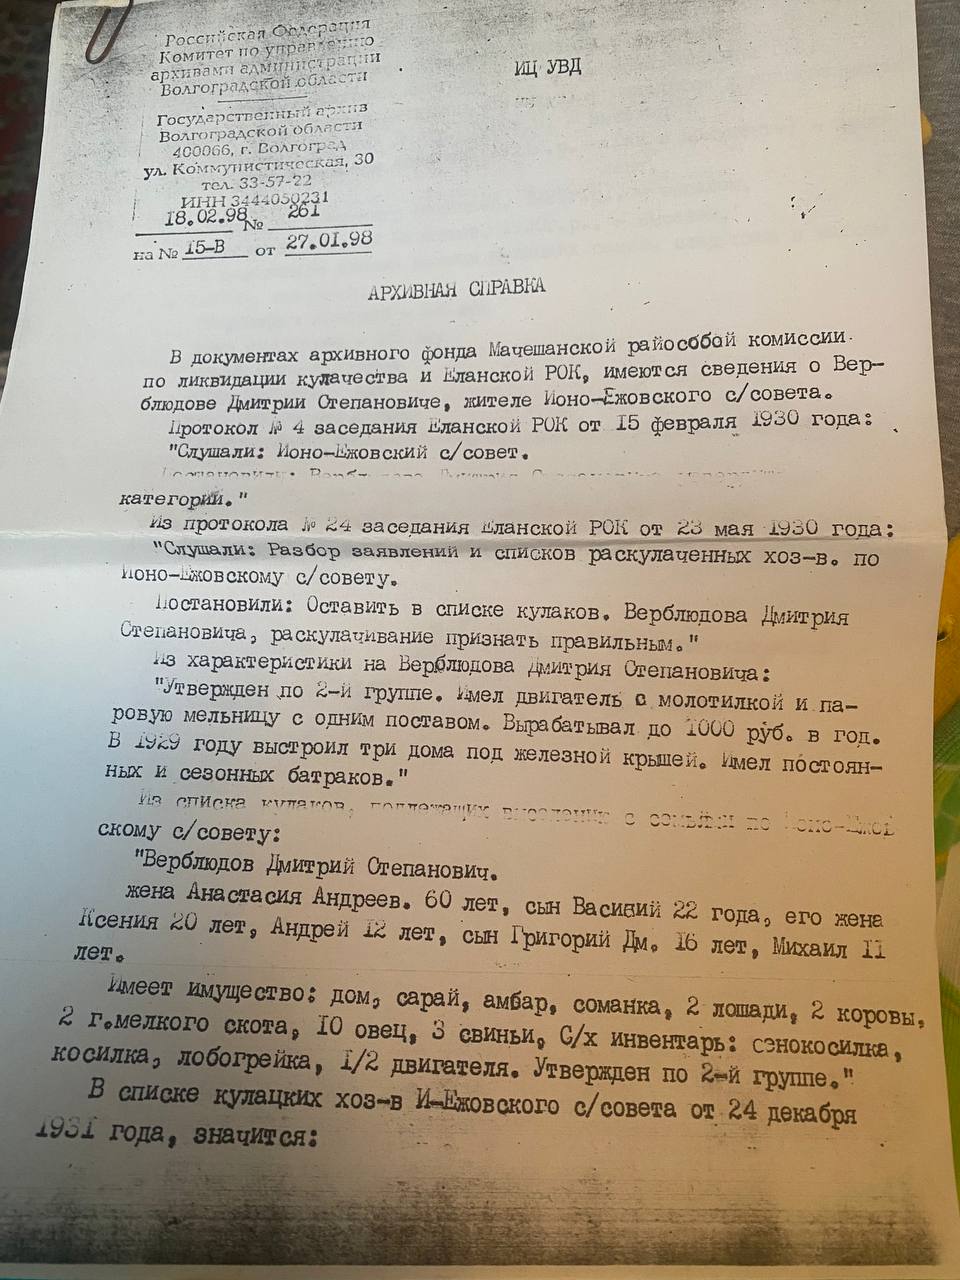 Российская Федерация
Комитет по управлению
архивами администрации
Волгоградской области
Государственный архив
Волгоградской области
400066, г. Волгоград
ул. Коммунистическая, 30
тел. 33-57-22
ИНН 3444050231
18.02.98 № 261
на № 15-В от 27.01.98
ИЦ УВД
АРХИВНАЯ СПРАВКА
В документах архивного фонда Мачешанской райособой комиссии.
по ликвидации кулачества и Еланской РОК, имеются сведения о Вер-
блюдове Дмитрии Степановиче, жителе Ионо-Ежовского с/совета.
Протокол № 4 заседания Еланской РОК от 15 февраля 1930 года:
"Слушали: Ионо-Ежовский с/совет.
категории."
Из протокола № 24 заседания Еланской РОК от 23 мая 1930 года:
"Слушали: Разбор заявлений и списков раскулаченных хоз-в. по
Ионо-Ежовскому с/совету.
Постановили: Оставить в списке кулаков. Верблюдова Дмитрия
Степановича, раскулачивание признать правильным."
Из характеристики на Верблюдова Дмитрия Степановича:
"Утвержден по 2-й группе. Имел двигатель с молотилкой и па-
ровую мельницу с одним поставом. Вырабатывал до 1000 руб. в год.
В 1929 году выстроил три дома под железной крышей. Имел постоян-
ных и сезонных батраков."
Из списка кулаков, подлежащих выселению с семьями по Ионо-Ежов
скому с/совету:
"Верблюдов Дмитрий Степанович.
жена Анастасия Андреев. 60 лет, сын Василий 22 года, его жена
Ксения 20 лет, Андрей 12 лет, сын Григорий Дм. 16 лет, Михаил 11
лет.
Имеет имущество: дом, сарай, амбар, соманка, 2 лошади, 2 коровы,
2 г.мелкого скота, 10 овец, 3 свиньи, С/х инвентарь: сэнокосилка,
косилка, лобогрейка, 1/2 двигателя. Утвержден по 2-й группе."
В списке кулацких хоз-в И-Ежовского с/совета от 24 декабря
1931 года, значится: